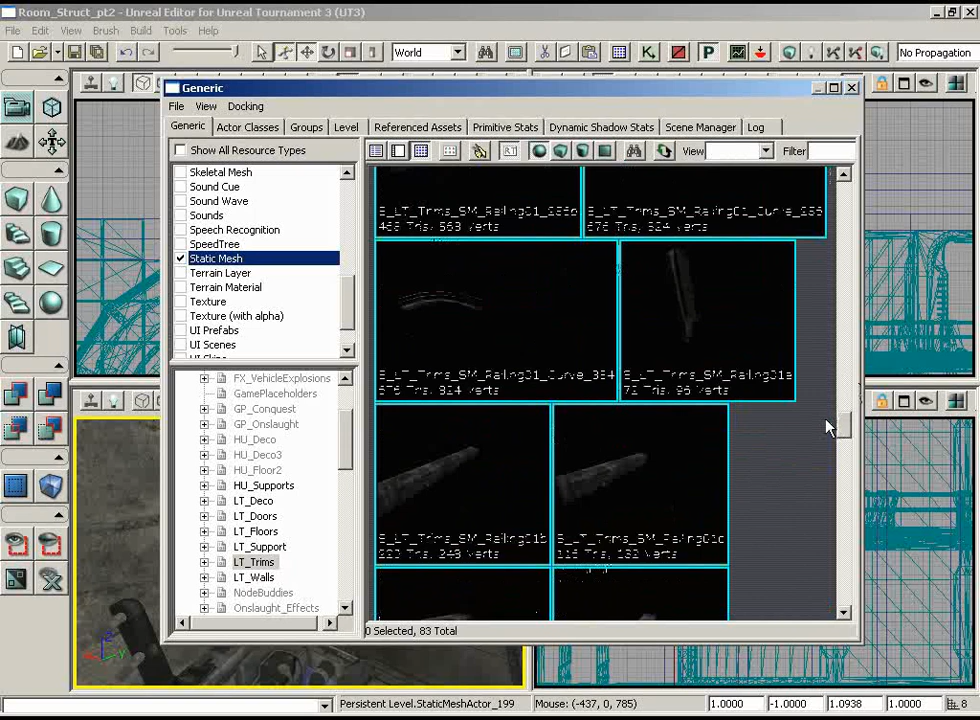 Room_Struct_pt2 - Unreal Editor for Unreal Tournament 3 (UT3)
File Edit View Brush Build Tools Help
World
No Propagation
Generic
File View Docking
Generic Actor Classes Groups Level Referenced Assets Primitive Stats Dynamic Shadow Stats Scene Manager Log
Show All Resource Types
View
Filter
Skeletal Mesh
Sound Cue
Sound Wave
Sounds
Speech Recognition
SpeedTree
Static Mesh
Terrain Layer
Terrain Material
Texture
Texture (with alpha)
UI Prefabs
UI Scenes
FX_VehicleExplosions
GamePlaceholders
GP_Conquest
GP_Onslaught
HU_Deco
HU_Deco3
HU_Floor2
HU_Supports
LT_Deco
LT_Doors
LT_Floors
LT_Support
LT_Trims
LT_Walls
NodeBuddies
Onslaught_Effects
0 Selected, 83 Total
Persistent Level.StaticMeshActor_199
Mouse: (-437, 0, 785)
1.0000
-1.0000
1.0938
1.0000
8